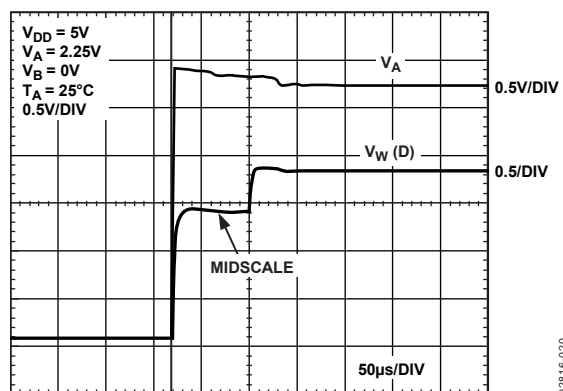 V_DD = 5V
V_A = 2.25V
V_B = 0V
T_A = 25°C
0.5V/DIV
V_A
0.5V/DIV
V_W (D)
0.5/DIV
MIDSCALE
50µs/DIV